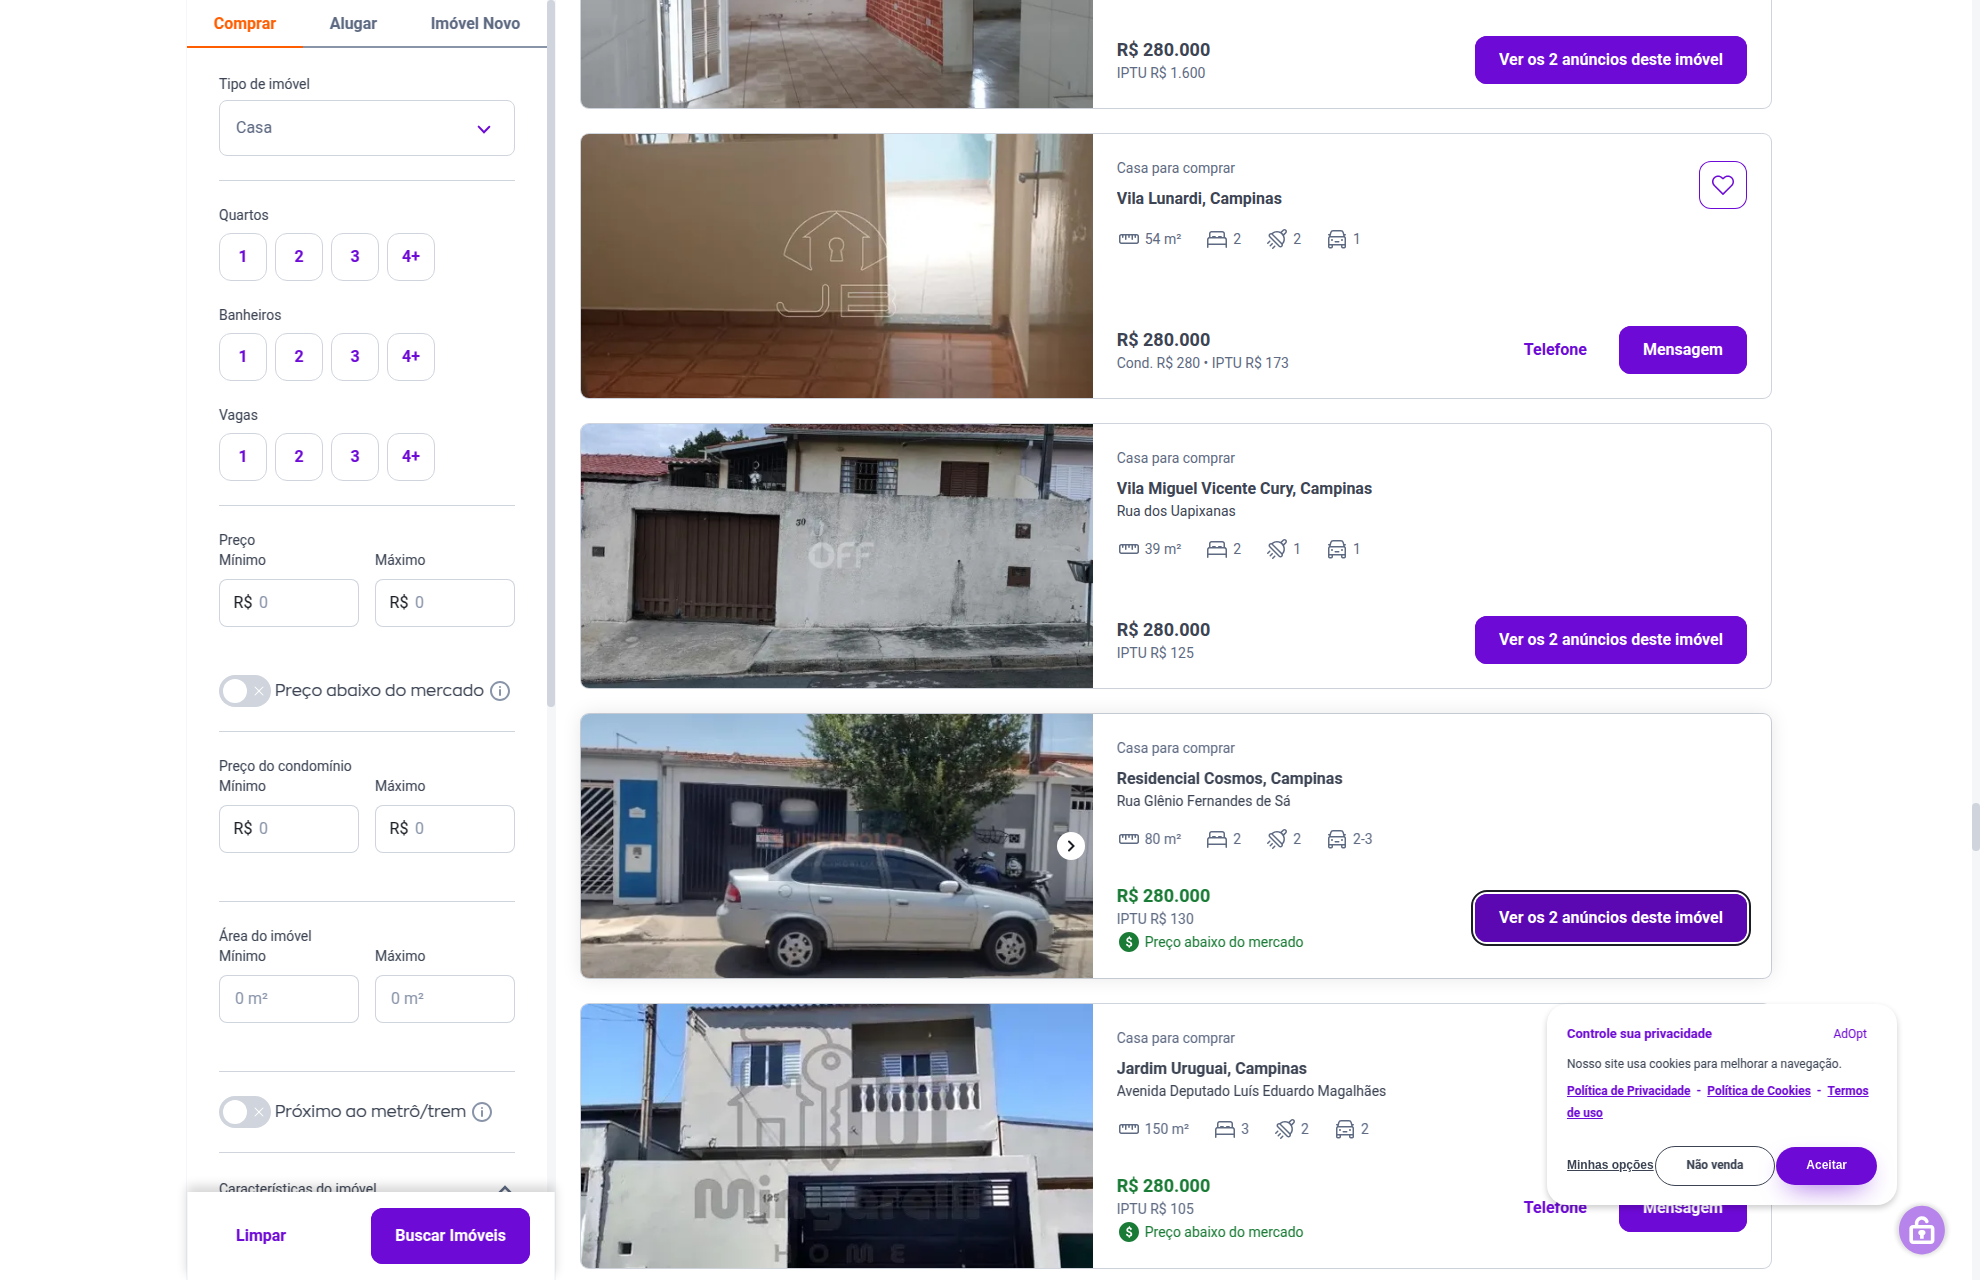 Comprar
Alugar
Imóvel Novo
Tipo de imóvel
Casa
Quartos
1
2
3
4+
Banheiros
1
2
3
4+
Vagas
1
2
3
4+
Preço
Mínimo
Máximo
R$ 0
R$ 0
Preço abaixo do mercado
Preço do condomínio
Mínimo
Máximo
R$ 0
R$ 0
Área do imóvel
Mínimo
Máximo
0 m²
0 m²
Próximo ao metrô/trem
Características do imóvel
Limpar
Buscar Imóveis
R$ 280.000
IPTU R$ 1.600
Ver os 2 anúncios deste imóvel
JB
Casa para comprar
Vila Lunardi, Campinas
54 m² 2 2 1
R$ 280.000
Cond. R$ 280 • IPTU R$ 173
Telefone
Mensagem
30
OFF
Casa para comprar
Vila Miguel Vicente Cury, Campinas
Rua dos Uapixanas
39 m² 2 1 1
R$ 280.000
IPTU R$ 125
Ver os 2 anúncios deste imóvel
SUPERSOLD
Casa para comprar
Residencial Cosmos, Campinas
Rua Glênio Fernandes de Sá
80 m² 2 2 2-3
R$ 280.000
IPTU R$ 130
Preço abaixo do mercado
Ver os 2 anúncios deste imóvel
125
Mingarelli
HOME
Casa para comprar
Jardim Uruguai, Campinas
Avenida Deputado Luís Eduardo Magalhães
150 m² 3 2 2
R$ 280.000
IPTU R$ 105
Preço abaixo do mercado
Telefone
Mensagem
Controle sua privacidade
AdOpt
Nosso site usa cookies para melhorar a navegação.
Política de Privacidade - Política de Cookies - Termos
de uso
Minhas opções
Não venda
Aceitar